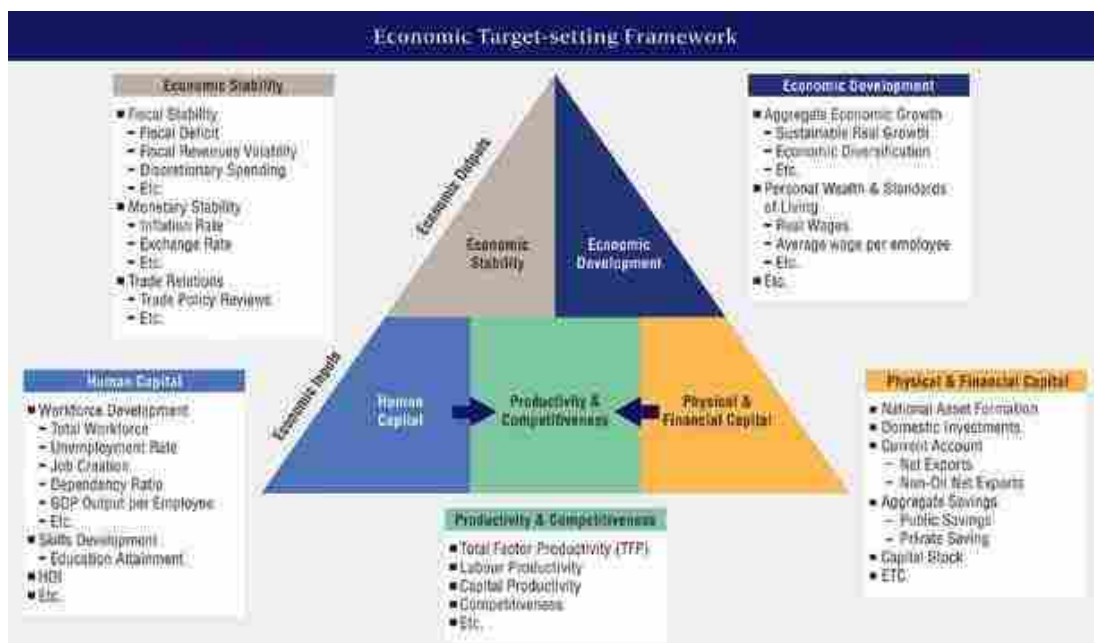 Economic Target-setting Framework
Economic Stability
■ Fiscal Stability
- Fiscal Deficit
- Fiscal Revenues Volatility
- Discretionary Spending
- Etc.
■ Monetary Stability
- Inflation Rate
- Exchange Rate
- Etc.
■ Trade Relations
- Trade Policy Reviews
- Etc.
Economic Development
■ Aggregate Economic Growth
- Sustainable Real Growth
- Economic Diversification
- Etc.
■ Personal Wealth & Standards
of Living
- Real Wages
- Average wage per employee
- Etc.
■ Etc.
Economic Outputs
Economic
Stability
Economic
Development
Economic Inputs
Human
Capital
Productivity &
Competitiveness
Physical &
Financial Capital
Human Capital
■ Workforce Development
- Total Workforce
- Unemployment Rate
- Job Creation
- Dependency Ratio
- GDP Output per Employee
- Etc.
■ Skills Development
- Education Attainment
■ HDI
■ Etc.
Productivity & Competitiveness
■ Total Factor Productivity (TFP)
■ Labour Productivity
■ Capital Productivity
■ Competitiveness
■ Etc.
Physical & Financial Capital
■ National Asset Formation
■ Domestic Investments
■ Current Account
- Net Exports
- Non-Oil Net Exports
■ Aggregate Savings
- Public Savings
- Private Saving
■ Capital Stock
■ ETC